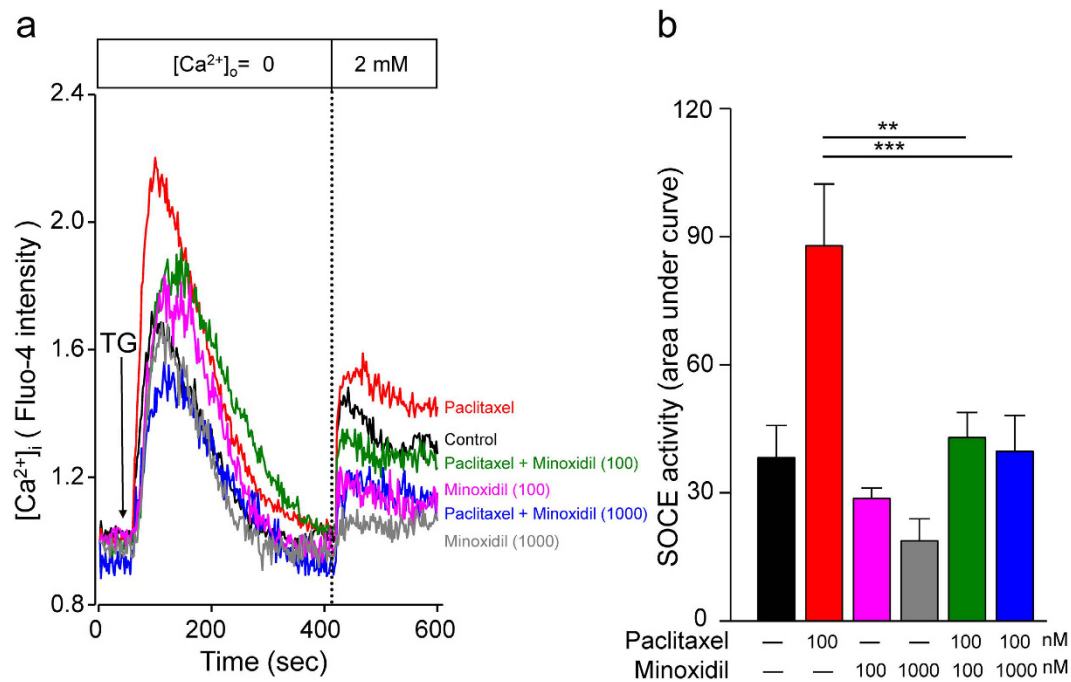 a
[Ca²⁺]ₒ= 0
2 mM
2.4
2.0
1.6
1.2
0.8
[Ca²⁺]ᵢ ( Fluo-4 intensity )
TG
Paclitaxel
Control
Paclitaxel + Minoxidil (100)
Minoxidil (100)
Paclitaxel + Minoxidil (1000)
Minoxidil (1000)
0 200 400 600
Time (sec)
b
120
90
60
30
0
SOCE activity (area under curve)
**
***
Paclitaxel — 100 — — 100 100 nM
Minoxidil — — 100 1000 100 1000 nM